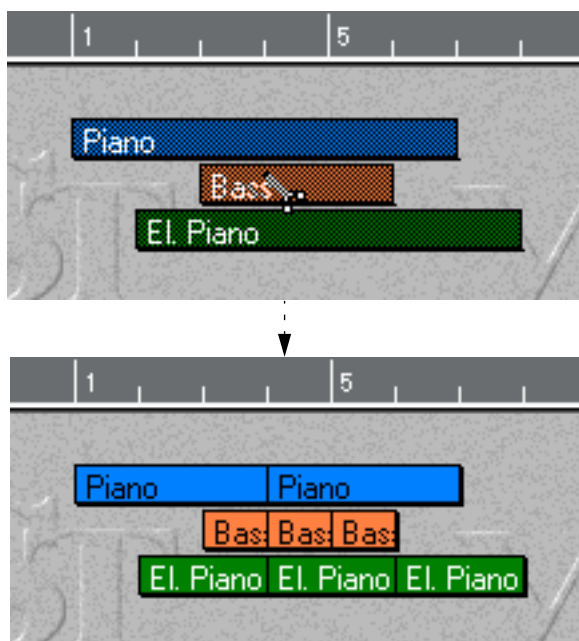 1 5
Piano
Bass
El. Piano
1 5
Piano Piano
Bas Bas Bas
El. Piano El. Piano El. Piano